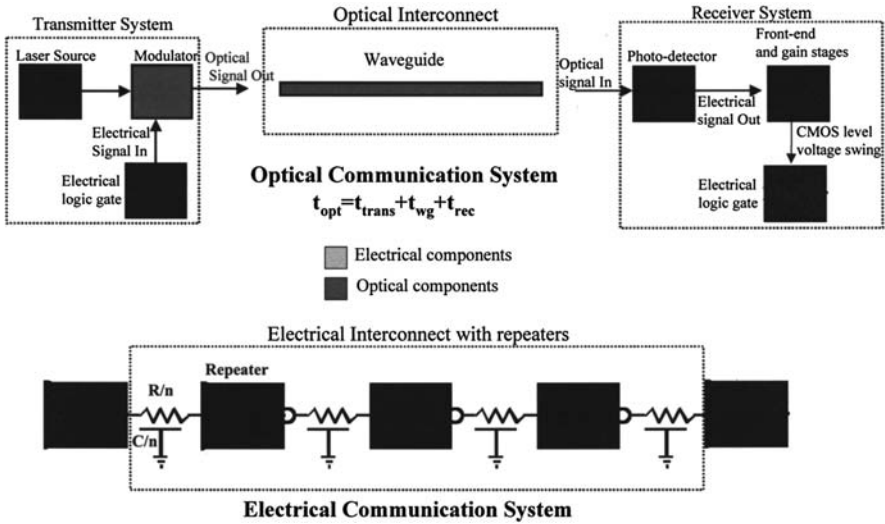 Transmitter System
Optical Interconnect
Receiver System
Laser Source
Modulator
Optical
Signal Out
Waveguide
Optical
signal In
Photo-detector
Front-end
and gain stages
Electrical
Signal In
Electrical
signal Out
CMOS level
voltage swing
Electrical
logic gate
Electrical
logic gate
Optical Communication System
t_opt=t_trans+t_wg+t_rec
Electrical components
Optical components
Electrical Interconnect with repeaters
R/n
Repeater
C/n
Electrical Communication System